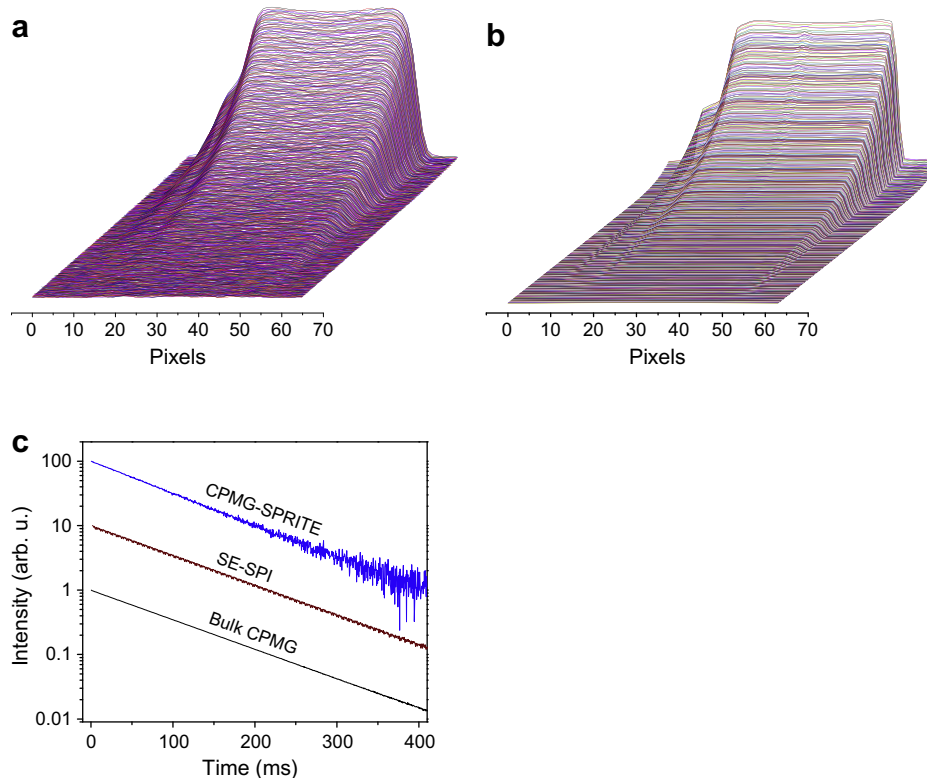 a
b
0 10 20 30 40 50 60 70
Pixels
0 10 20 30 40 50 60 70
Pixels
c
100
10
1
0.1
0.01
Intensity (arb. u.)
CPMG-SPRITE
SE-SPI
Bulk CPMG
0 100 200 300 400
Time (ms)